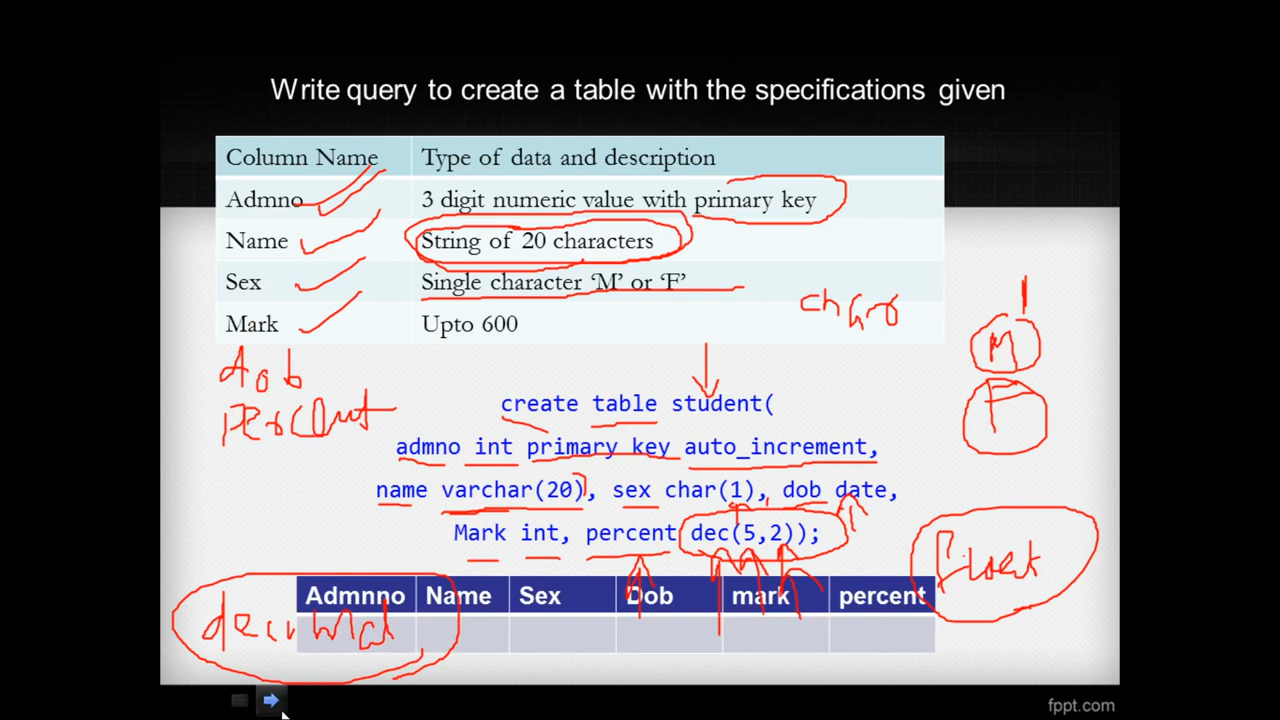 Write query to create a table with the specifications given
Column Name Type of data and description
Admno 3 digit numeric value with primary key
Name String of 20 characters
Sex Single character ‘M’ or ‘F’
Mark Upto 600
char
1
M
F
Dob
Percent
create table student(
admno int primary key auto_increment,
name varchar(20), sex char(1), dob date,
Mark int, percent dec(5,2));
float
Admnno Name Sex Dob mark percent
decimal
fppt.com